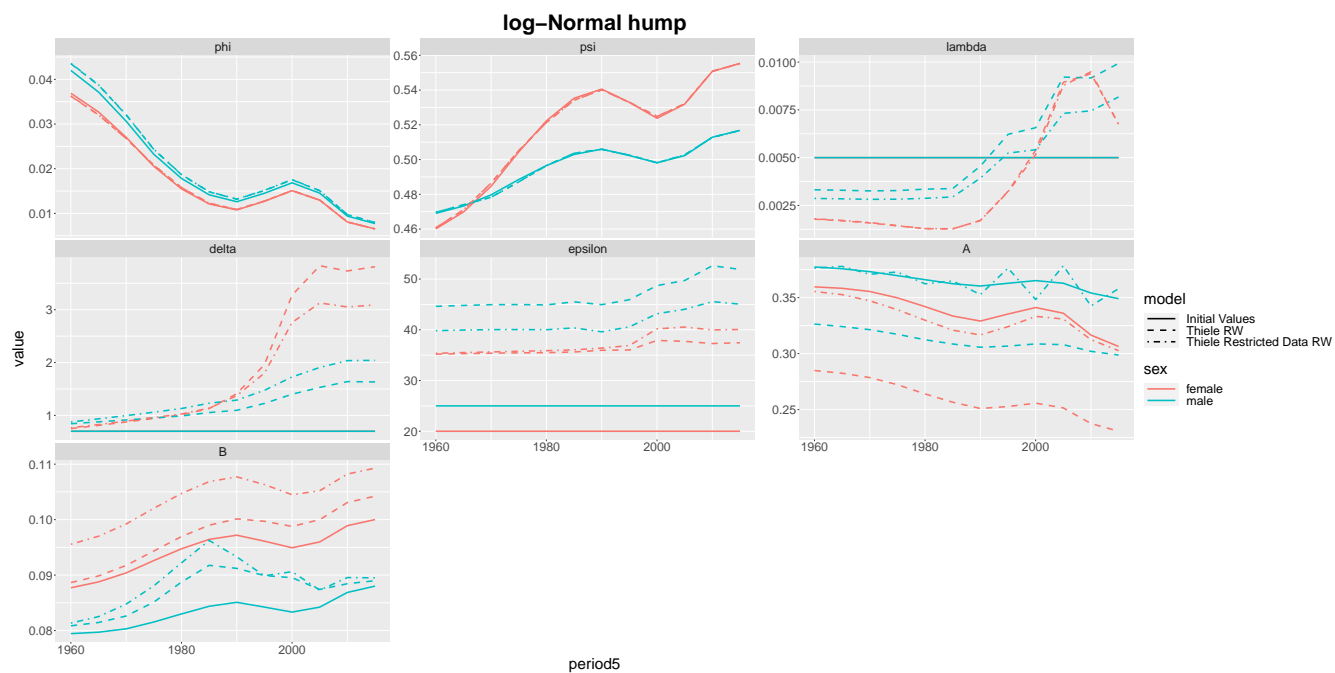 log−Normal hump
phi
psi
lambda
0.04
0.03
0.02
0.01
0.56
0.54
0.52
0.50
0.48
0.46
0.0100
0.0075
0.0050
0.0025
delta
epsilon
A
3
2
1
50
40
30
20
0.35
0.30
0.25
1960
1980
2000
1960
1980
2000
B
0.11
0.10
0.09
0.08
1960
1980
2000
value
period5
model
Initial Values
Thiele RW
Thiele Restricted Data RW
sex
female
male